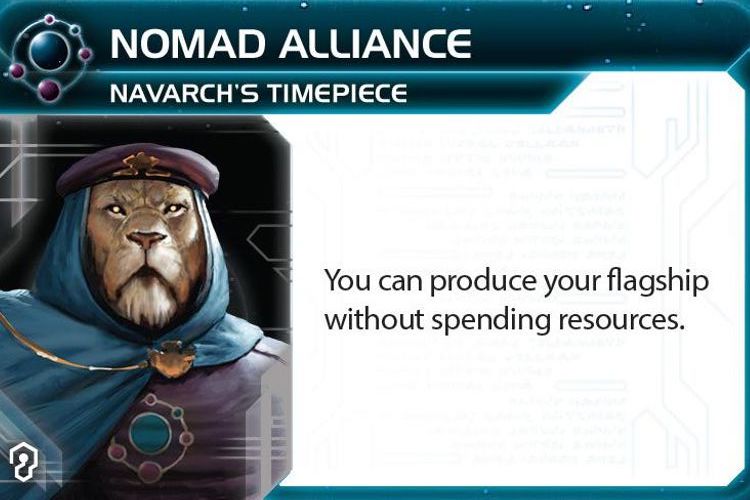 NOMAD ALLIANCE
NAVARCH'S TIMEPIECE
You can produce your flagship
without spending resources.